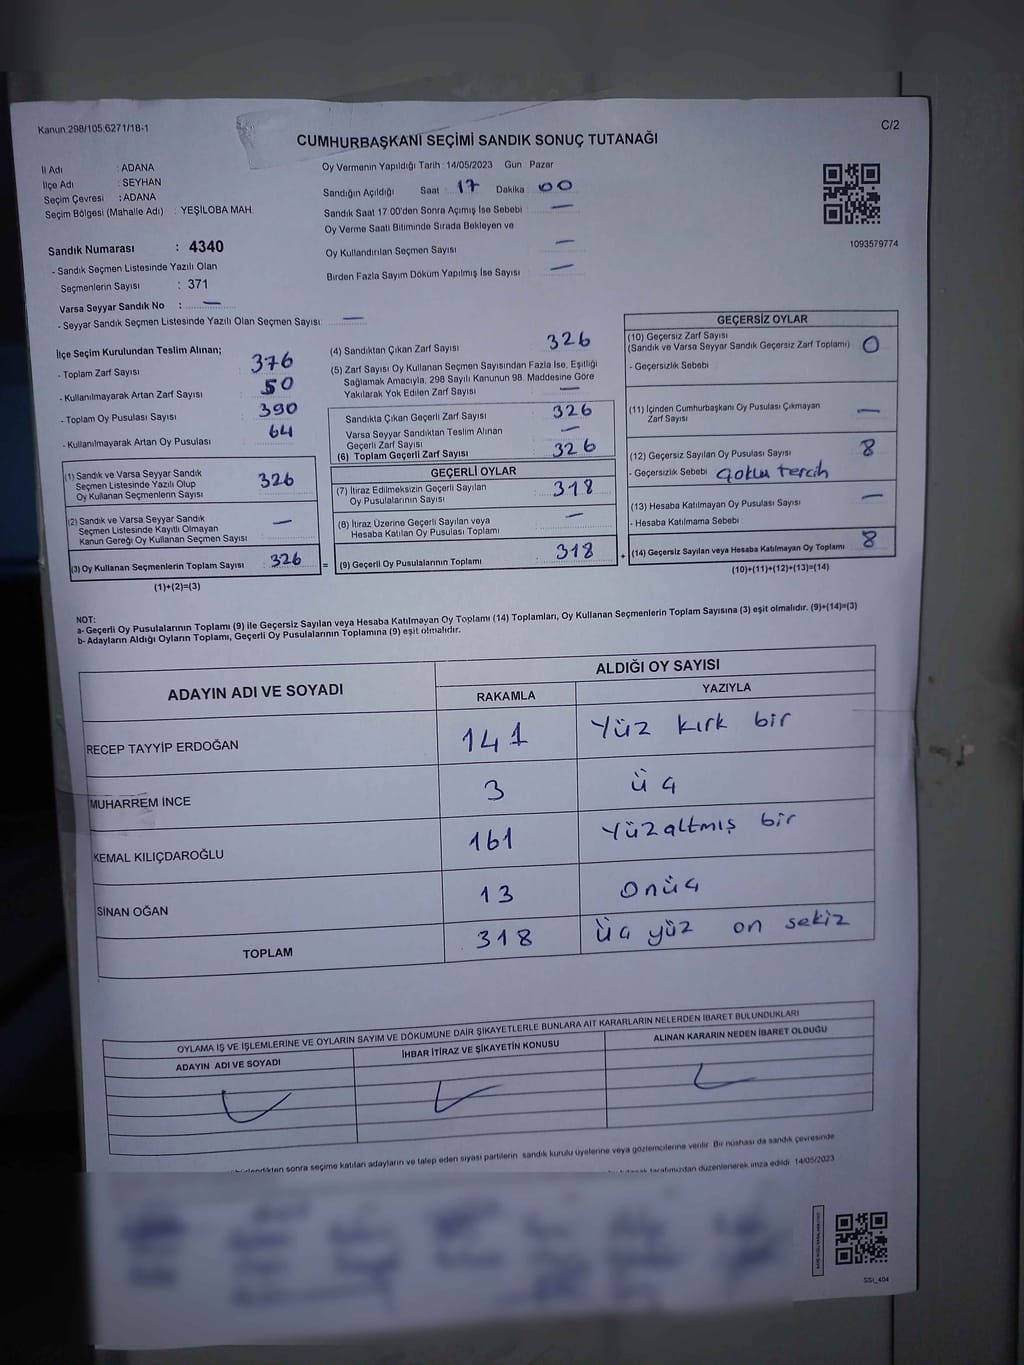 Kanun:298/105:6271/18-1
C/2
CUMHURBAŞKANI SEÇİMİ SANDIK SONUÇ TUTANAĞI
İl Adı : ADANA
İlçe Adı : SEYHAN
Seçim Çevresi : ADANA
Seçim Bölgesi (Mahalle Adı) : YEŞİLOBA MAH.
Sandık Numarası : 4340
- Sandık Seçmen Listesinde Yazılı Olan
Seçmenlerin Sayısı : 371
Varsa Seyyar Sandık No : —
- Seyyar Sandık Seçmen Listesinde Yazılı Olan Seçmen Sayısı: —
Oy Vermenin Yapıldığı Tarih : 14/05/2023 Gün : Pazar
Sandığın Açıldığı Saat : 17 Dakika : 00
Sandık Saat 17:00'den Sonra Açılmış İse Sebebi : —
Oy Verme Saati Bitiminde Sırada Bekleyen ve
Oy Kullandırılan Seçmen Sayısı —
Birden Fazla Sayım Döküm Yapılmış İse Sayısı —
1093579774
İlçe Seçim Kurulundan Teslim Alınan;
- Toplam Zarf Sayısı : 376
- Kullanılmayarak Artan Zarf Sayısı : 50
- Toplam Oy Pusulası Sayısı : 390
- Kullanılmayarak Artan Oy Pusulası : 64
(1) Sandık ve Varsa Seyyar Sandık
Seçmen Listesinde Yazılı Olup
Oy Kullanan Seçmenlerin Sayısı : 326
(2) Sandık ve Varsa Seyyar Sandık
Seçmen Listesinde Kayıtlı Olmayan
Kanun Gereği Oy Kullanan Seçmen Sayısı : —
(3) Oy Kullanan Seçmenlerin Toplam Sayısı : 326 =
(1)+(2)=(3)
(4) Sandıktan Çıkan Zarf Sayısı : 326
(5) Zarf Sayısı Oy Kullanan Seçmen Sayısından Fazla İse, Eşitliği
Sağlamak Amacıyla, 298 Sayılı Kanunun 98. Maddesine Göre
Yakılarak Yok Edilen Zarf Sayısı : —
Sandıkta Çıkan Geçerli Zarf Sayısı : 326
Varsa Seyyar Sandıktan Teslim Alınan
Geçerli Zarf Sayısı : —
(6) Toplam Geçerli Zarf Sayısı : 326
GEÇERLİ OYLAR
(7) İtiraz Edilmeksizin Geçerli Sayılan
Oy Pusulalarının Sayısı : 318
(8) İtiraz Üzerine Geçerli Sayılan veya
Hesaba Katılan Oy Pusulası Toplamı : —
(9) Geçerli Oy Pusulalarının Toplamı : 318 +
GEÇERSİZ OYLAR
(10) Geçersiz Zarf Sayısı
(Sandık ve Varsa Seyyar Sandık Geçersiz Zarf Toplamı) 0
- Geçersizlik Sebebi
(11) İçinden Cumhurbaşkanı Oy Pusulası Çıkmayan
Zarf Sayısı —
(12) Geçersiz Sayılan Oy Pusulası Sayısı 8
- Geçersizlik Sebebi çoklu tercih
(13) Hesaba Katılmayan Oy Pusulası Sayısı —
- Hesaba Katılmama Sebebi
(14) Geçersiz Sayılan veya Hesaba Katılmayan Oy Toplamı 8
(10)+(11)+(12)+(13)=(14)
NOT:
a- Geçerli Oy Pusulalarının Toplamı (9) ile Geçersiz Sayılan veya Hesaba Katılmayan Oy Toplamı (14) Toplamları, Oy Kullanan Seçmenlerin Toplam Sayısına (3) eşit olmalıdır. (9)+(14)=(3)
b- Adayların Aldığı Oyların Toplamı, Geçerli Oy Pusulalarının Toplamına (9) eşit olmalıdır.
ADAYIN ADI VE SOYADI
ALDIĞI OY SAYISI
RAKAMLA YAZIYLA
RECEP TAYYİP ERDOĞAN 141 Yüz kırk bir
MUHARREM İNCE 3 üç
KEMAL KILIÇDAROĞLU 161 Yüzaltmış bir
SİNAN OĞAN 13 onüç
TOPLAM 318 üç yüz on sekiz
OYLAMA İŞ VE İŞLEMLERİNE VE OYLARIN SAYIM VE DÖKÜMÜNE DAİR ŞİKAYETLERLE BUNLARA AİT KARARLARIN NELERDEN İBARET BULUNDUKLARI
ADAYIN ADI VE SOYADI İHBAR İTİRAZ VE ŞİKAYETİN KONUSU ALINAN KARARIN NEDEN İBARET OLDUĞU
sonra seçime katılan adayların ve talep eden siyasi partilerin sandık kurulu üyelerine veya gözlemcilerine verilir. Bir nüshası da sandık çevresinde
tarafımızdan düzenlenerek imza edildi. 14/05/2023
SSI_404